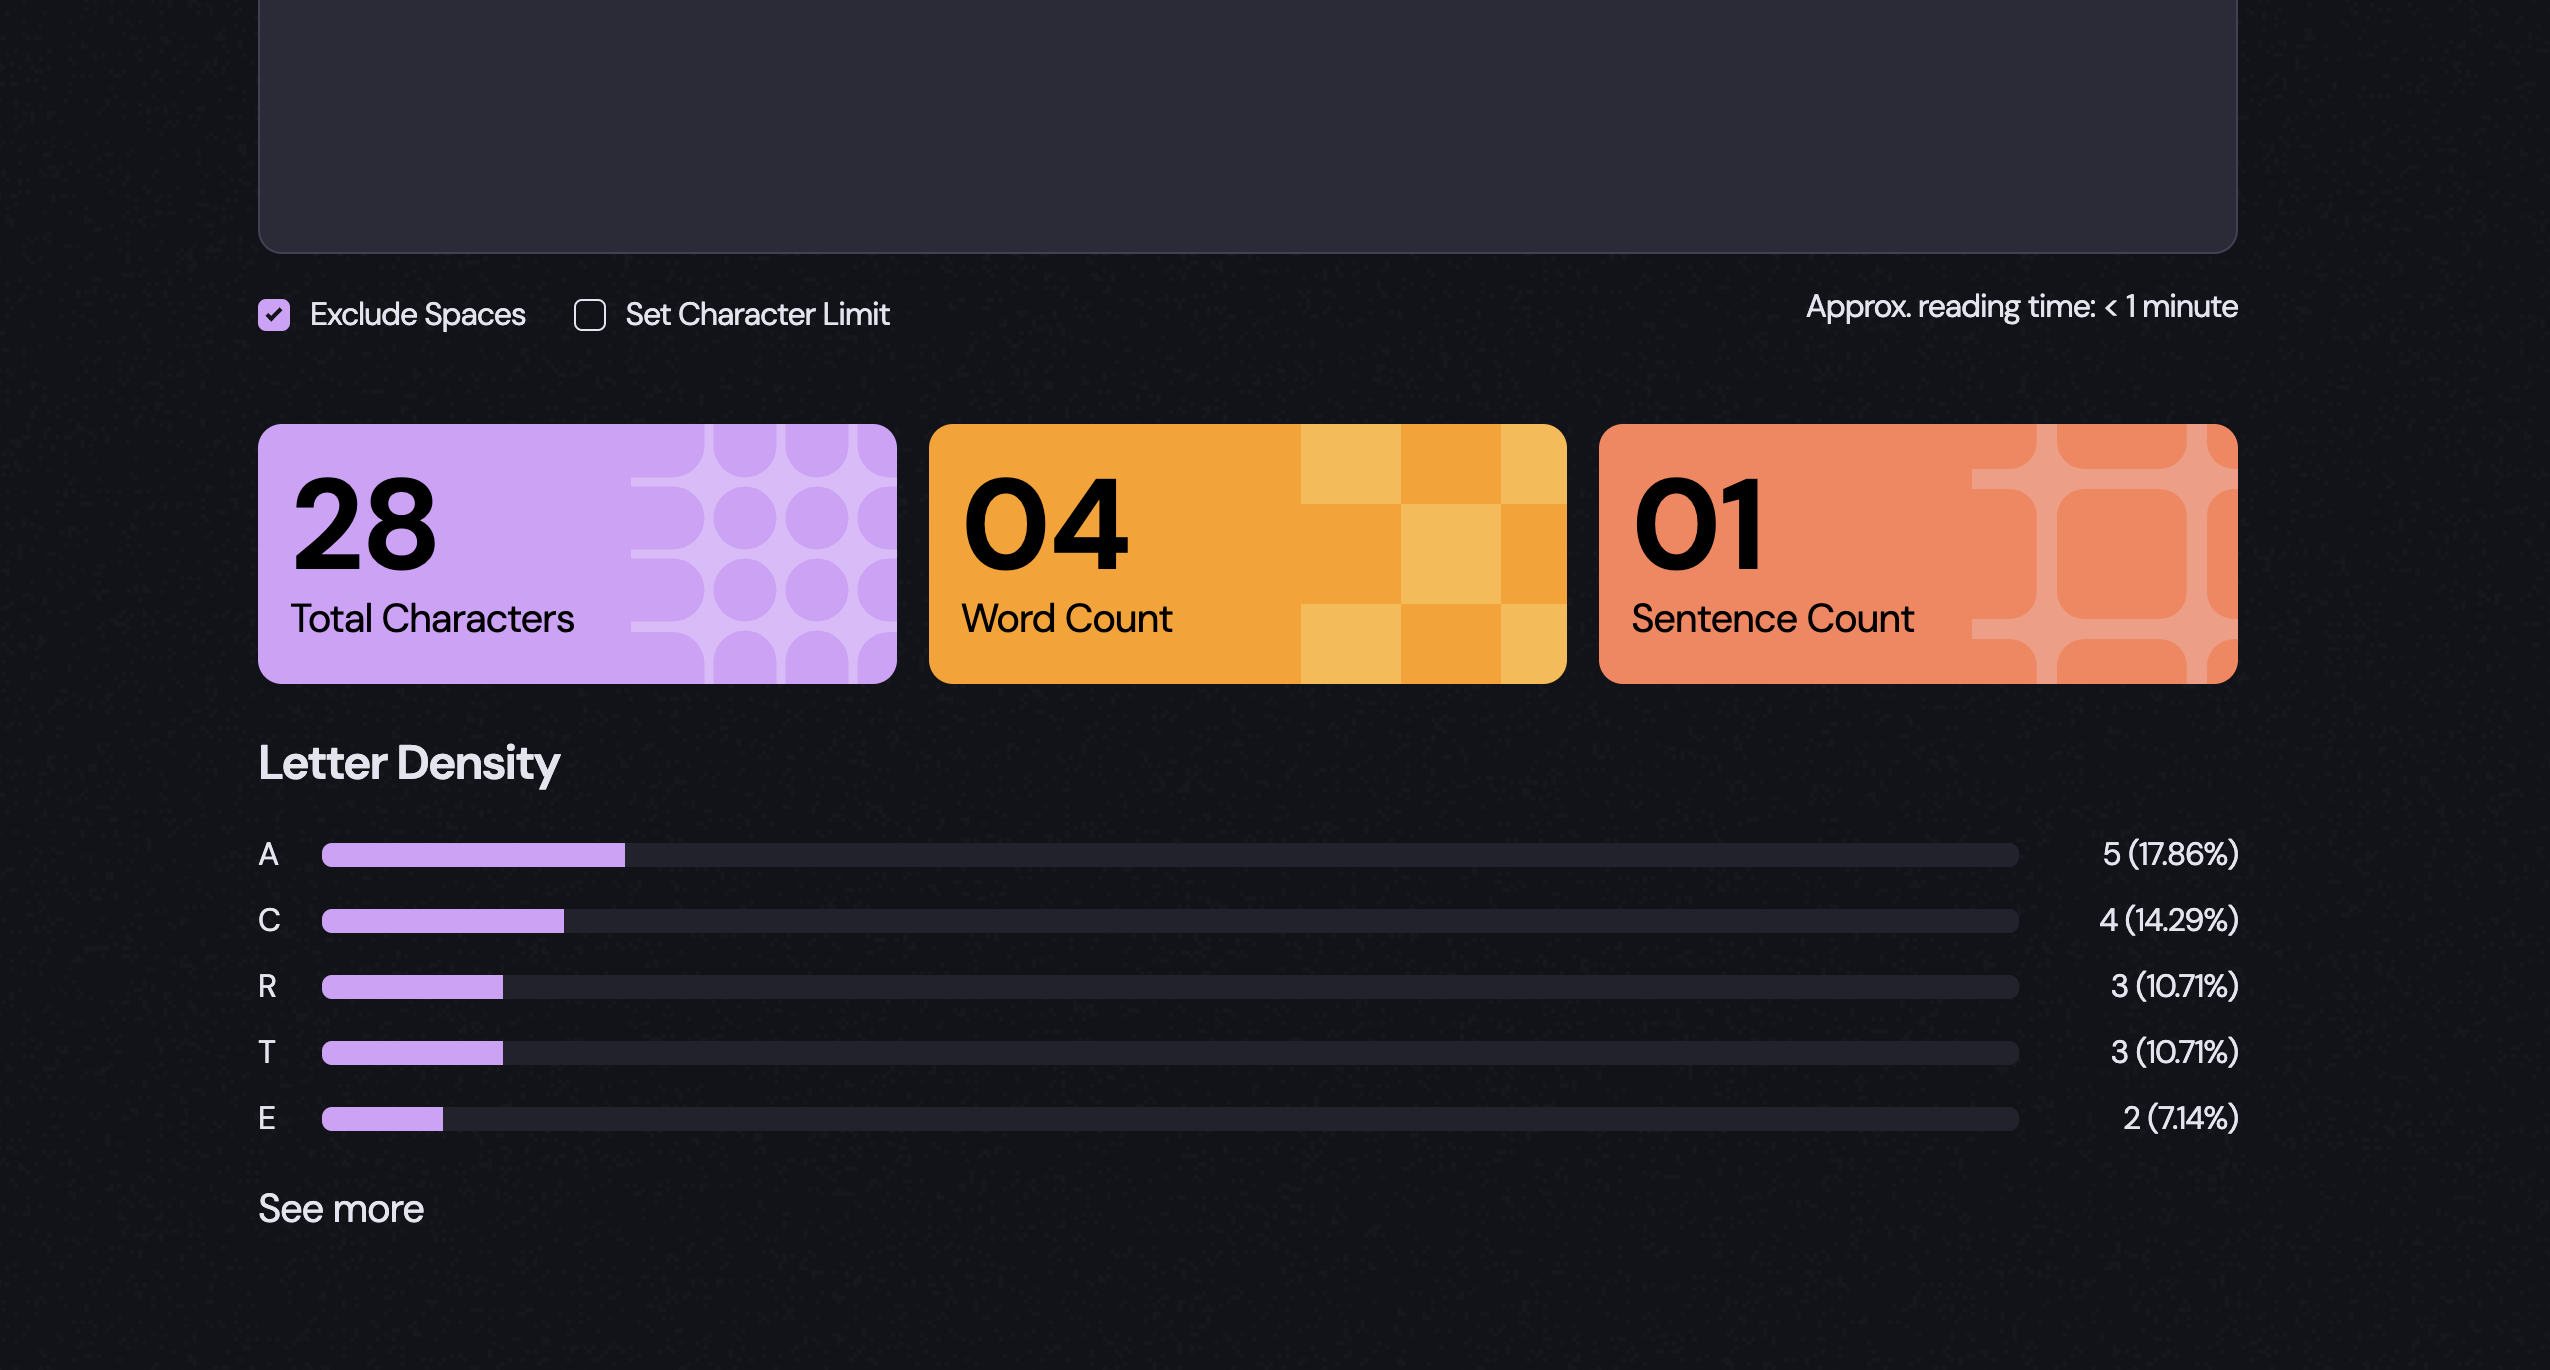 Exclude Spaces Set Character Limit Approx. reading time: < 1 minute
28 04 01
Total Characters Word Count Sentence Count
Letter Density
A 5 (17.86%)
C 4 (14.29%)
R 3 (10.71%)
T 3 (10.71%)
E 2 (7.14%)
See more